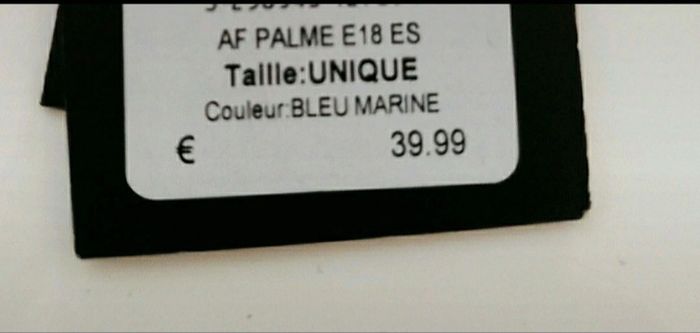 AF PALME E18 ES
Taille:UNIQUE
Couleur:BLEU MARINE
€ 39.99